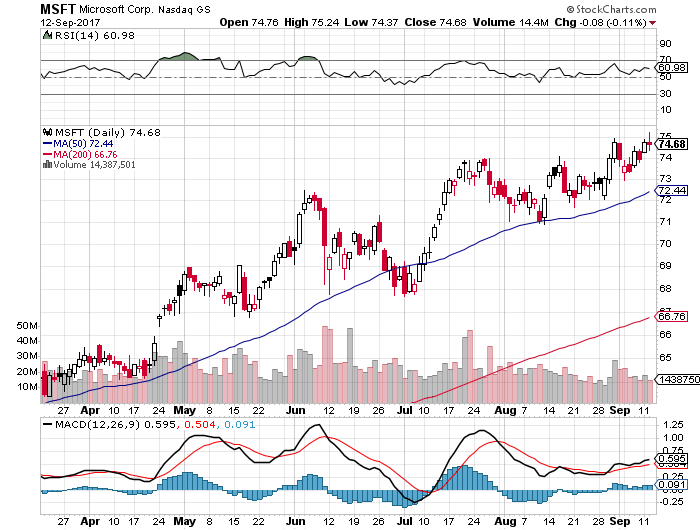 MSFT Microsoft Corp. Nasdaq GS © StockCharts.com
12-Sep-2017 Open 74.76 High 75.24 Low 74.37 Close 74.68 Volume 14.4M Chg -0.08 (-0.11%)
RSI(14) 60.98
90
70
60.98
50
30
10
MSFT (Daily) 74.68
MA(50) 72.44
MA(200) 66.76
Volume 14,387,501
75
74.68
74
73
72.44
72
71
70
69
68
67
66.76
66
65
50M
40M
30M
20M
10M
1438750
27 Apr 10 17 24 May 8 15 22 Jun 12 19 26 Jul 10 17 24 Aug 7 14 21 28 Sep 11
MACD(12,26,9) 0.595, 0.504, 0.091
1.25
1.00
0.75
0.595
0.504
0.25
0.091
0.00
-0.25
27 Apr 10 17 24 May 8 15 22 Jun 12 19 26 Jul 10 17 24 Aug 7 14 21 28 Sep 11